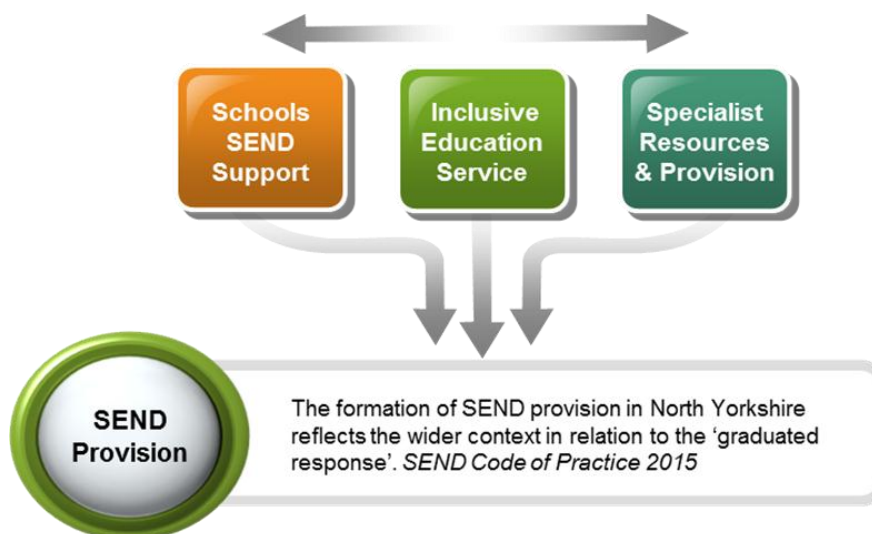 Schools
SEND
Support
Inclusive
Education
Service
Specialist
Resources
& Provision
SEND
Provision
The formation of SEND provision in North Yorkshire
reflects the wider context in relation to the ‘graduated
response’. SEND Code of Practice 2015